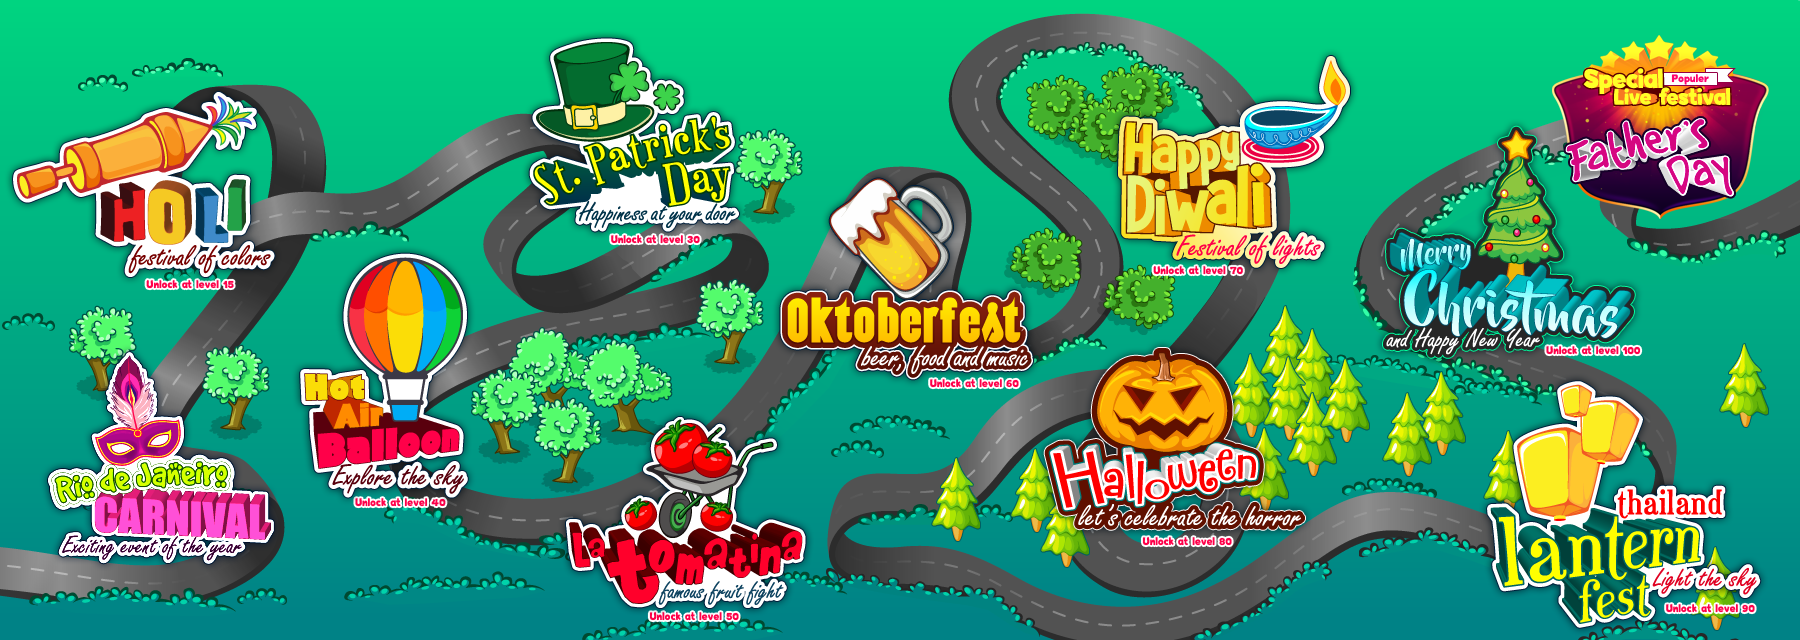 HOLI
festival of colors
Unlock at level 15
Rio de Janeiro
CARNIVAL
Exciting event of the year
Hot
Air
Balloon
Explore the sky
Unlock at level 40
St. Patrick's
Day
Happiness at your door
Unlock at level 30
La tomatina
famous fruit fight
Unlock at level 50
Oktoberfest
beer, food and music
Unlock at level 60
Happy
Diwali
Festival of lights
Unlock at level 70
Halloween
let's celebrate the horror
Unlock at level 80
Merry
Christmas
and Happy New Year
Unlock at level 100
Special Populer
Live festival
Father's
Day
thailand
lantern
fest
Light the sky
Unlock at level 90